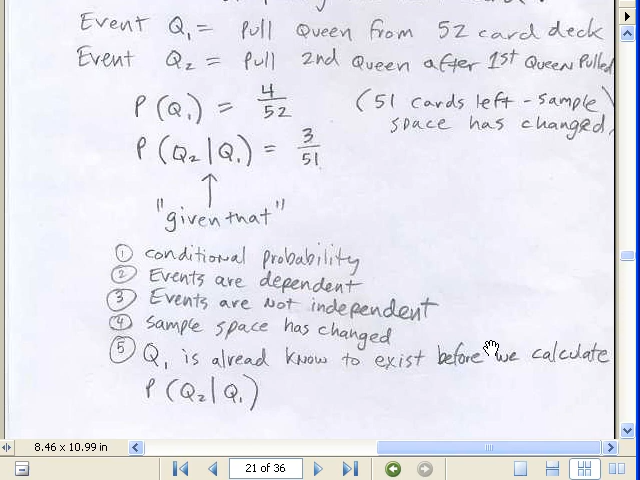 Event Q₁ = Pull Queen from 52 card deck
Event Q₂ = Pull 2nd Queen after 1st Queen Pulled
P(Q₁) = 4/52 (51 cards left - sample
space has changed)
P(Q₂|Q₁) = 3/51
"given that"
① conditional probability
② Events are dependent
③ Events are Not independent
④ sample space has changed
⑤ Q₁ is alread know to exist before we calculate
P(Q₂|Q₁)
8.46 x 10.99 in
21 of 36